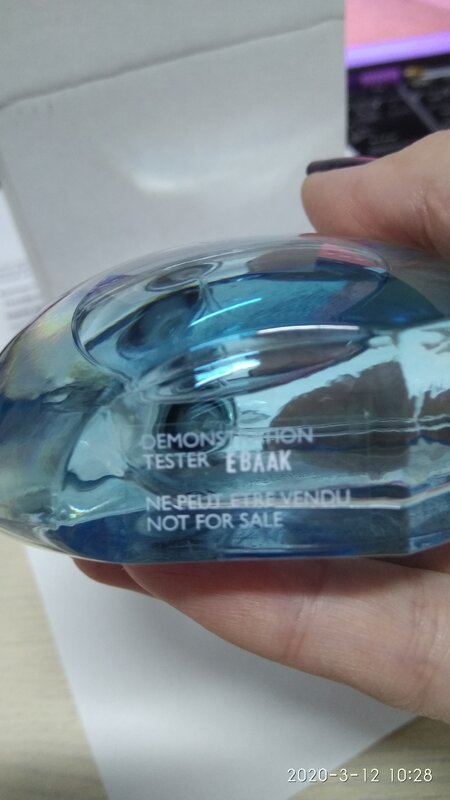 DEMONSTRATION
TESTER EBAAK
NE PEUT ETRE VENDU
NOT FOR SALE
2020-3-12 10:28